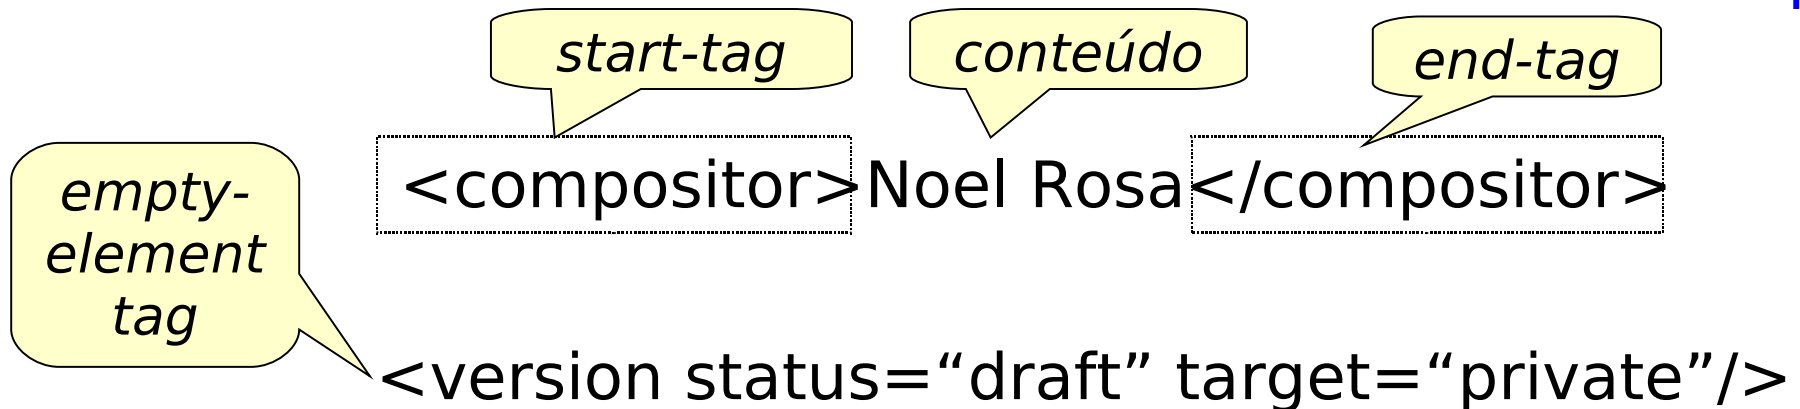 start-tag
conteúdo
end-tag
<compositor>Noel Rosa</compositor>
empty-
element
tag
<version status=“draft” target=“private”/>